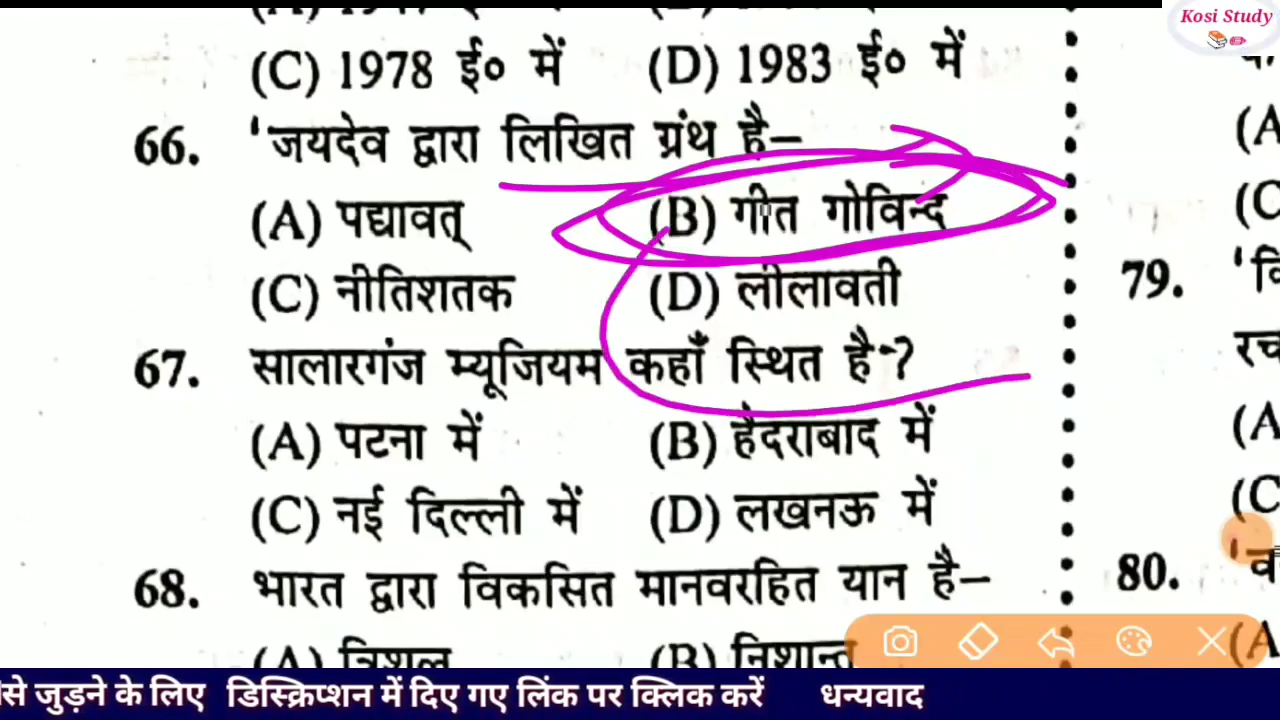 Kosi Study
(C) 1978 ई० में (D) 1983 ई० में
66. 'जयदेव द्वारा लिखित ग्रंथ है–
(A) पद्यावत् (B) गीत गोविन्द
(C) नीतिशतक (D) लीलावती
67. सालारगंज म्यूजियम कहाँ स्थित है-?
(A) पटना में (B) हैदराबाद में
(C) नई दिल्ली में (D) लखनऊ में
68. भारत द्वारा विकसित मानवरहित यान है–
(A) त्रिशूल (B) निशान्त
(A
(C
79.
रच
(A
(C
80.
(A
से जुड़ने के लिए डिस्क्रिप्शन में दिए गए लिंक पर क्लिक करें धन्यवाद